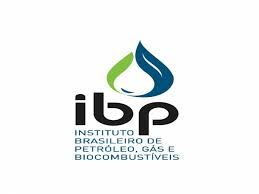 ibp
INSTITUTO
BRASILEIRO DE
PETRÓLEO, GÁS E
BIOCOMBUSTÍVEIS